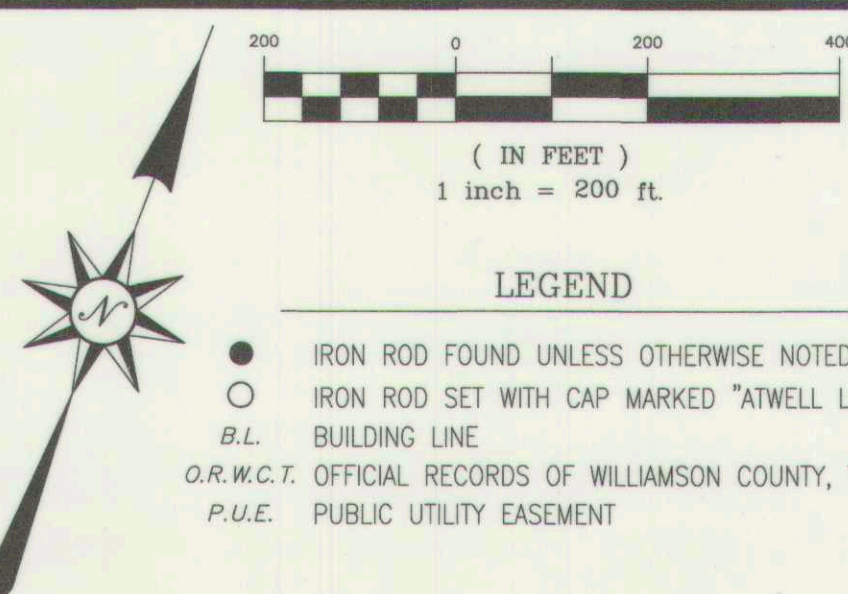 200 0 200 400
( IN FEET )
1 inch = 200 ft.
LEGEND
N
IRON ROD FOUND UNLESS OTHERWISE NOTED
IRON ROD SET WITH CAP MARKED "ATWELL L
B.L. BUILDING LINE
O.R.W.C.T. OFFICIAL RECORDS OF WILLIAMSON COUNTY,
P.U.E. PUBLIC UTILITY EASEMENT